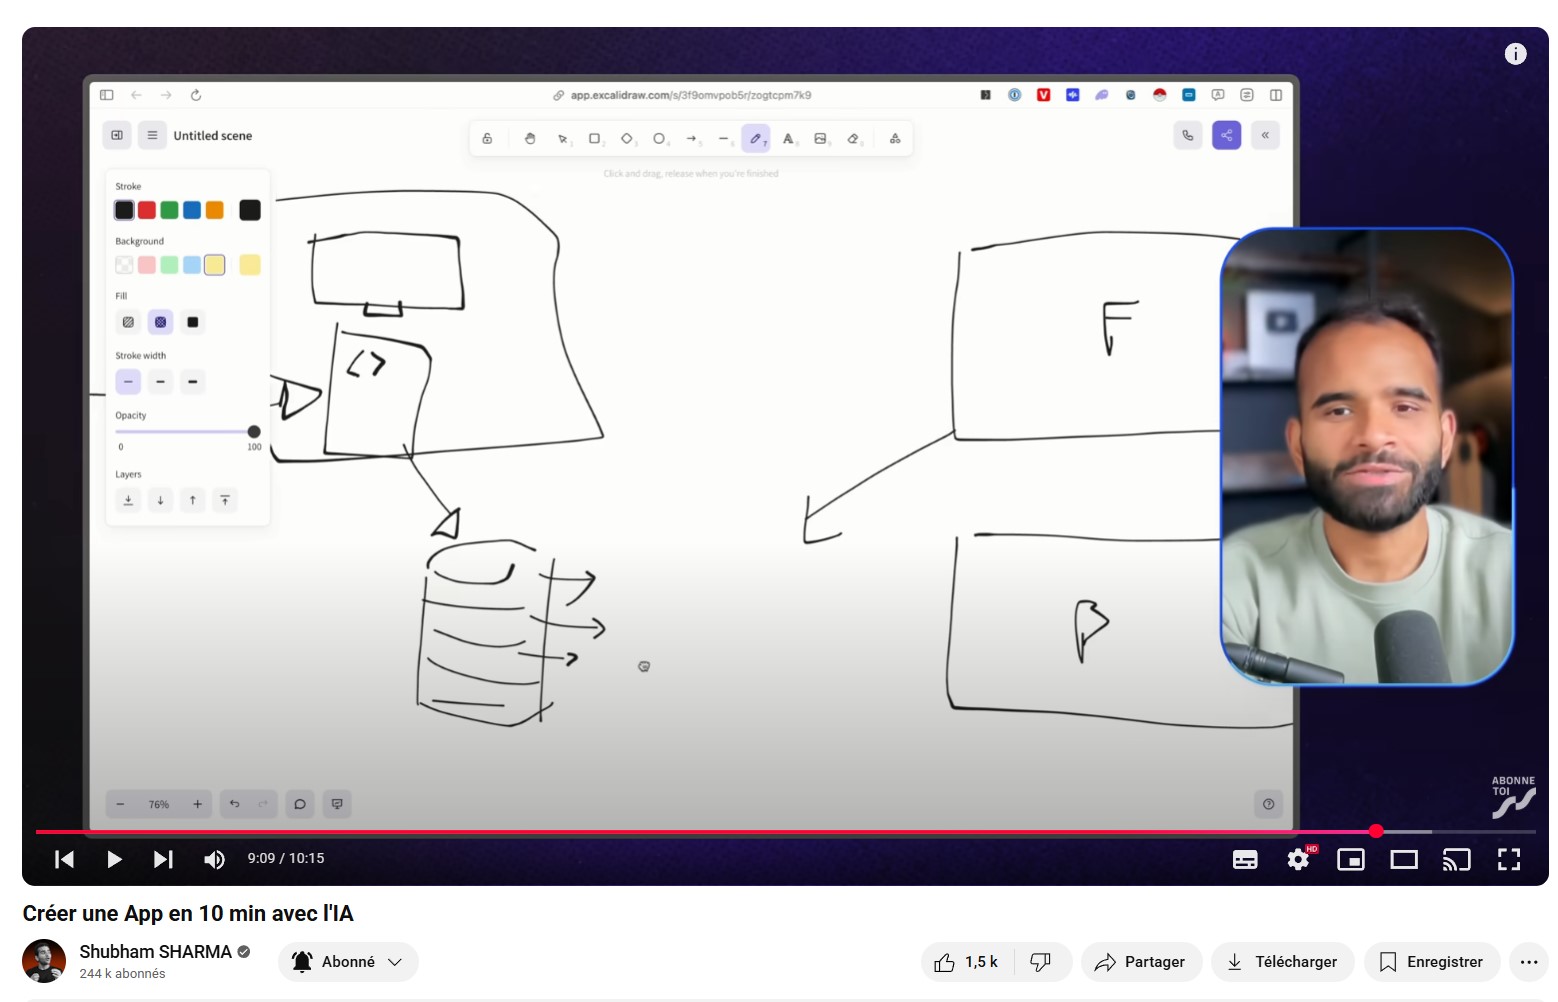 app.excalidraw.com/s/3f9omvpob5r/zogtcpm7k9
Untitled scene
Click and drag, release when you're finished
Stroke
Background
Fill
Stroke width
Opacity
0 100
Layers
<>
F
B
76%
ABONNE
TOI
9:09 / 10:15
HD
Créer une App en 10 min avec l'IA
Shubham SHARMA
244 k abonnés
Abonné
1,5 k
Partager
Télécharger
Enregistrer